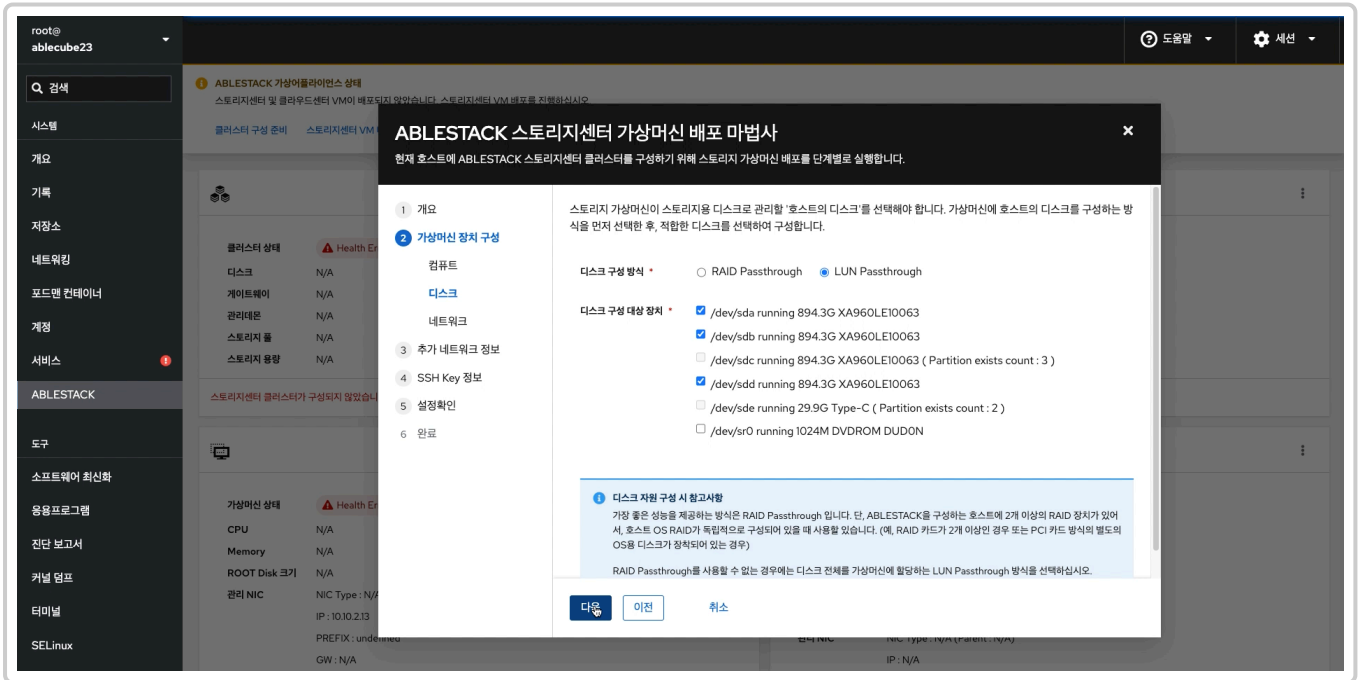 root@
ablecube23
도움말
세션
검색
시스템
개요
기록
저장소
네트워킹
포드맨 컨테이너
계정
서비스
ABLESTACK
도구
소프트웨어 최신화
응용프로그램
진단 보고서
커널 덤프
터미널
SELinux
ABLESTACK 가상어플라이언스 상태
스토리지센터 및 클라우드센터 VM이 배포되지 않았습니다. 스토리지센터 VM 배포를 진행하십시오.
클러스터 구성 준비 스토리지센터 VM
클러스터 상태 Health Er
디스크 N/A
게이트웨이 N/A
관리데몬 N/A
스토리지 풀 N/A
스토리지 용량 N/A
스토리지센터 클러스터가 구성되지 않았습니
가상머신 상태 Health Er
CPU N/A
Memory N/A
ROOT Disk 크기 N/A
관리 NIC NIC Type : N/A
IP : 10.10.2.13
PREFIX : undefined
GW : N/A
관리 NIC NIC Type : N/A (Parent : N/A)
IP : N/A
ABLESTACK 스토리지센터 가상머신 배포 마법사
현재 호스트에 ABLESTACK 스토리지센터 클러스터를 구성하기 위해 스토리지 가상머신 배포를 단계별로 실행합니다.
1 개요
2 가상머신 장치 구성
컴퓨트
디스크
네트워크
3 추가 네트워크 정보
4 SSH Key 정보
5 설정확인
6 완료
스토리지 가상머신이 스토리지용 디스크로 관리할 '호스트의 디스크'를 선택해야 합니다. 가상머신에 호스트의 디스크를 구성하는 방
식을 먼저 선택한 후, 적합한 디스크를 선택하여 구성합니다.
디스크 구성 방식 * RAID Passthrough LUN Passthrough
디스크 구성 대상 장치 * /dev/sda running 894.3G XA960LE10063
/dev/sdb running 894.3G XA960LE10063
/dev/sdc running 894.3G XA960LE10063 ( Partition exists count : 3 )
/dev/sdd running 894.3G XA960LE10063
/dev/sde running 29.9G Type-C ( Partition exists count : 2 )
/dev/sr0 running 1024M DVDROM DUD0N
디스크 자원 구성 시 참고사항
가장 좋은 성능을 제공하는 방식은 RAID Passthrough 입니다. 단, ABLESTACK을 구성하는 호스트에 2개 이상의 RAID 장치가 있어
서, 호스트 OS RAID가 독립적으로 구성되어 있을 때 사용할 있습니다. (예, RAID 카드가 2개 이상인 경우 또는 PCI 카드 방식의 별도의
OS용 디스크가 장착되어 있는 경우)
RAID Passthrough를 사용할 수 없는 경우에는 디스크 전체를 가상머신에 할당하는 LUN Passthrough 방식을 선택하십시오.
다음 이전 취소